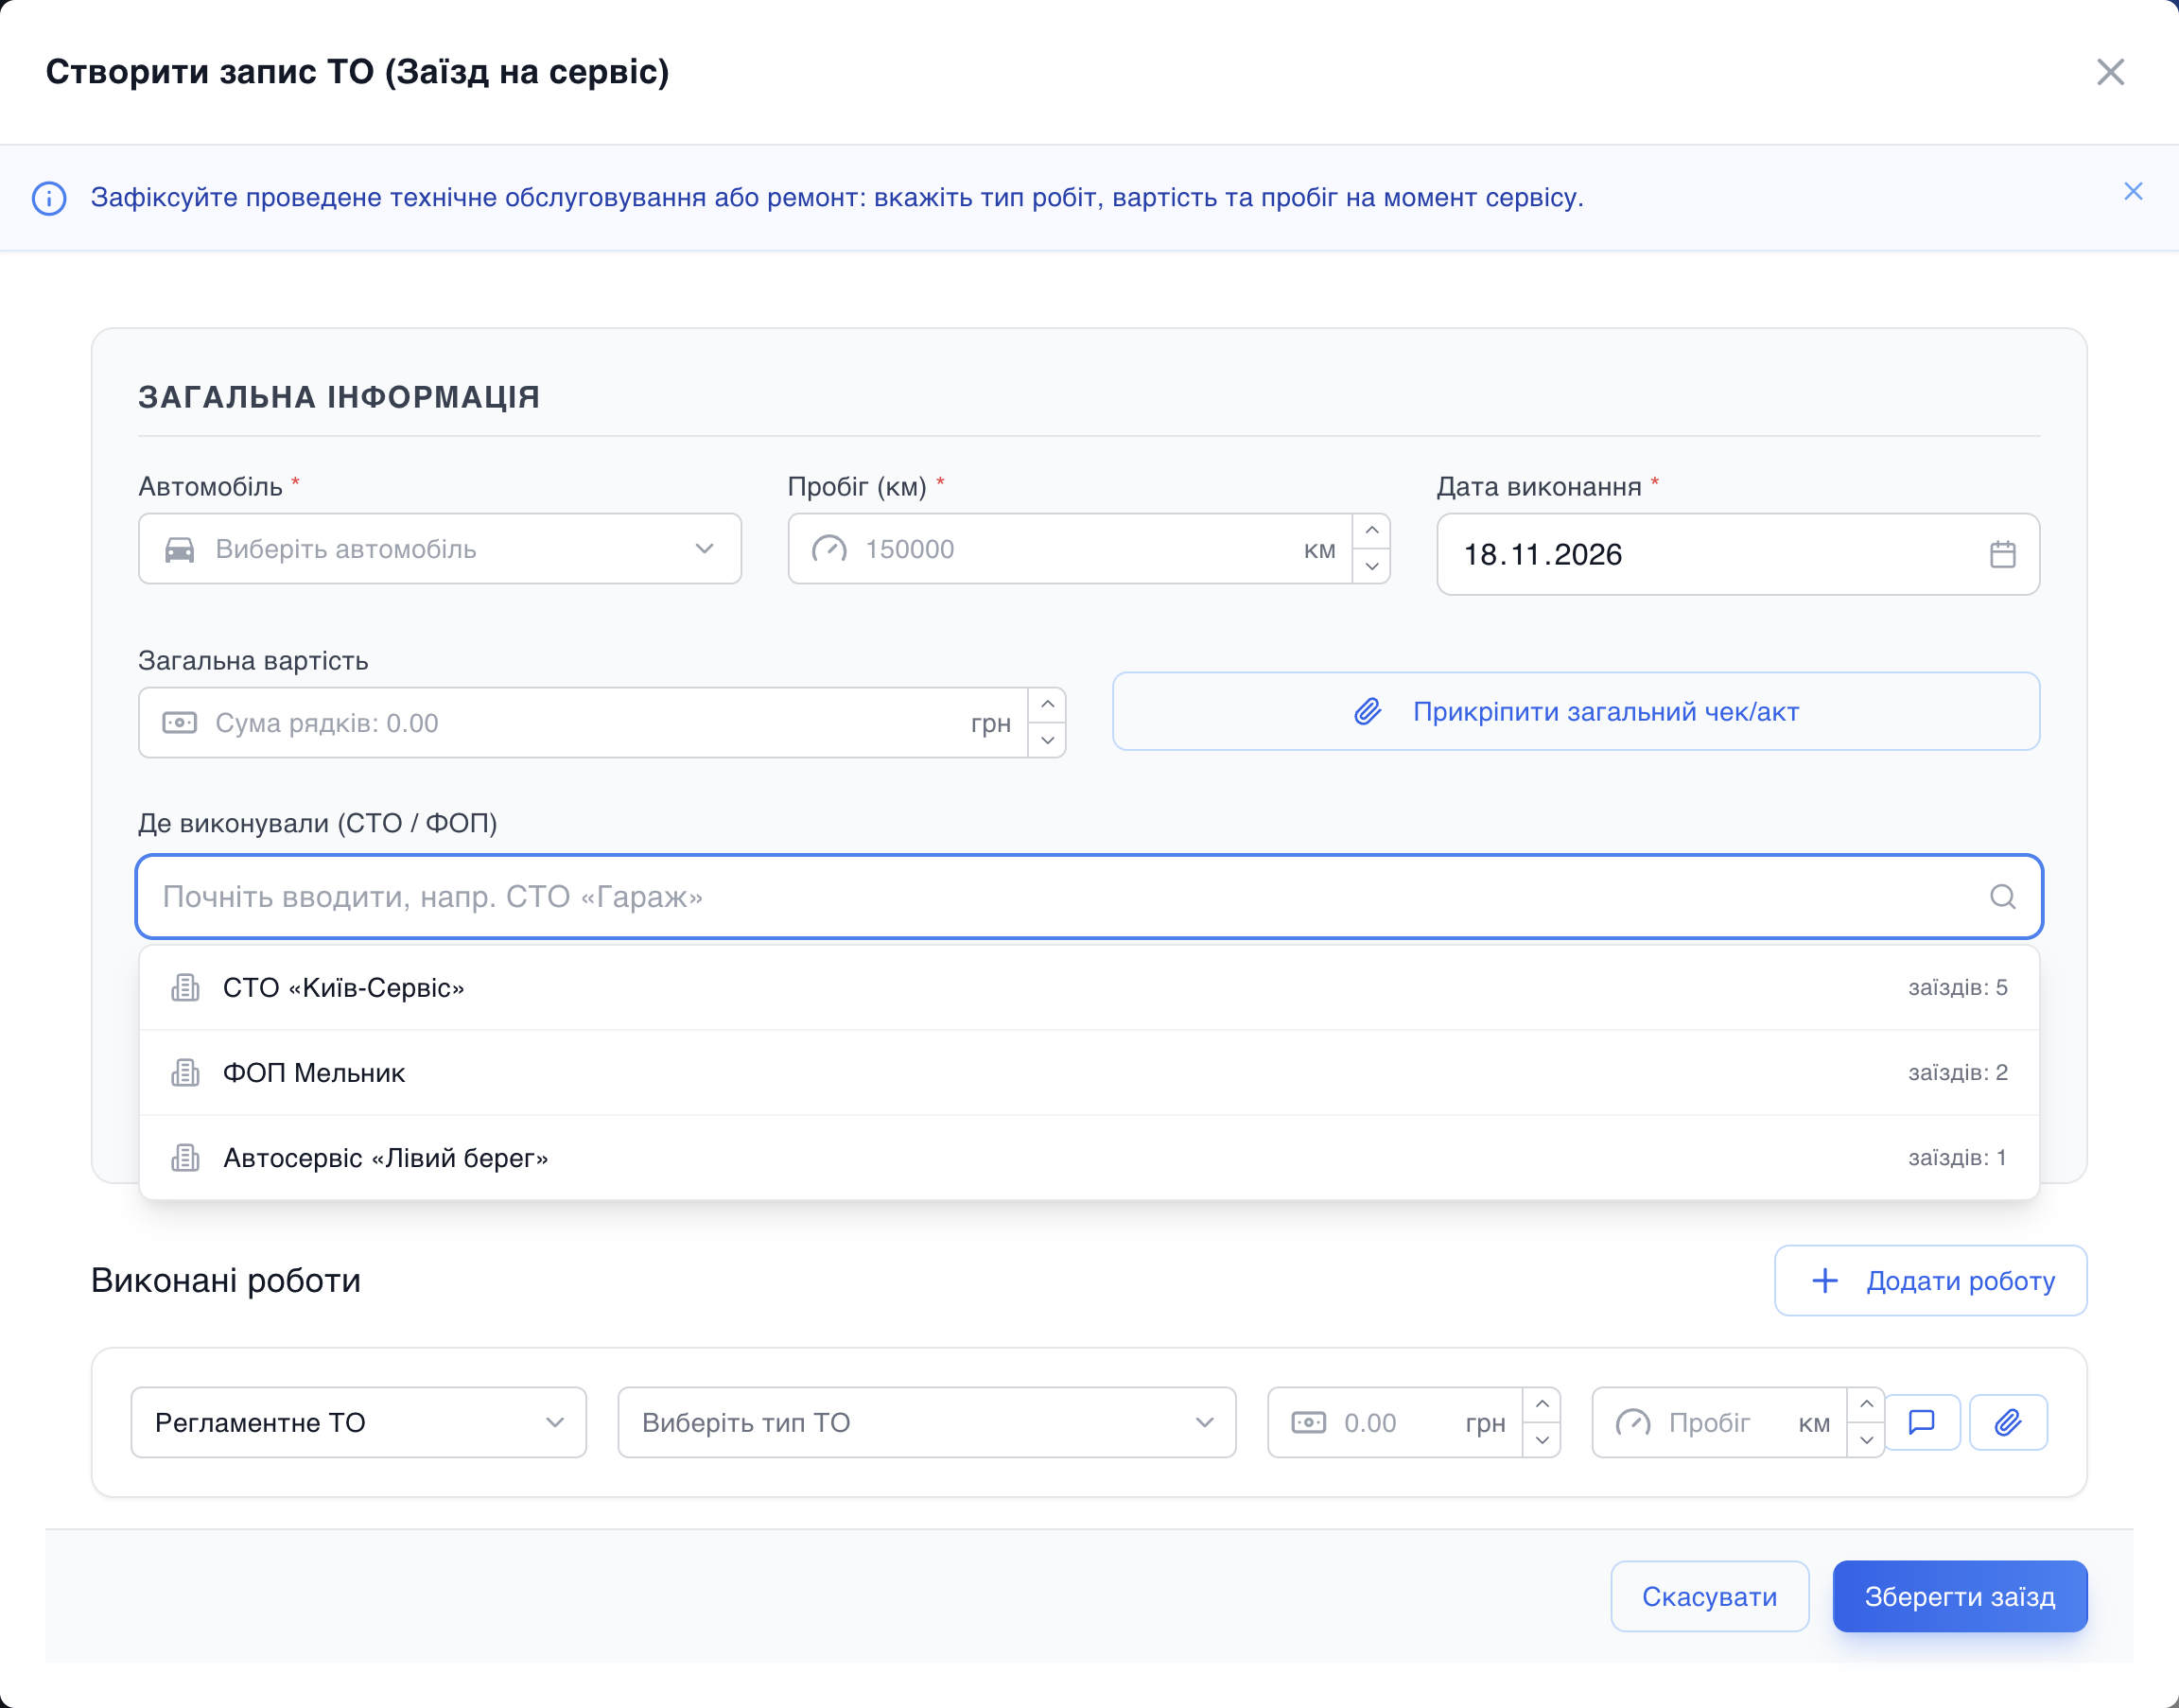 Створити запис ТО (Заїзд на сервіс)
Зафіксуйте проведене технічне обслуговування або ремонт: вкажіть тип робіт, вартість та пробіг на момент сервісу.
ЗАГАЛЬНА ІНФОРМАЦІЯ
Автомобіль * Пробіг (км) * Дата виконання *
Виберіть автомобіль 150000 км 18.11.2026
Загальна вартість
Сума рядків: 0.00 грн Прикріпити загальний чек/акт
Де виконували (СТО / ФОП)
Почніть вводити, напр. СТО «Гараж»
СТО «Київ-Сервіс» заїздів: 5
ФОП Мельник заїздів: 2
Автосервіс «Лівий берег» заїздів: 1
Виконані роботи Додати роботу
Регламентне ТО Виберіть тип ТО 0.00 грн Пробіг км
Скасувати Зберегти заїзд